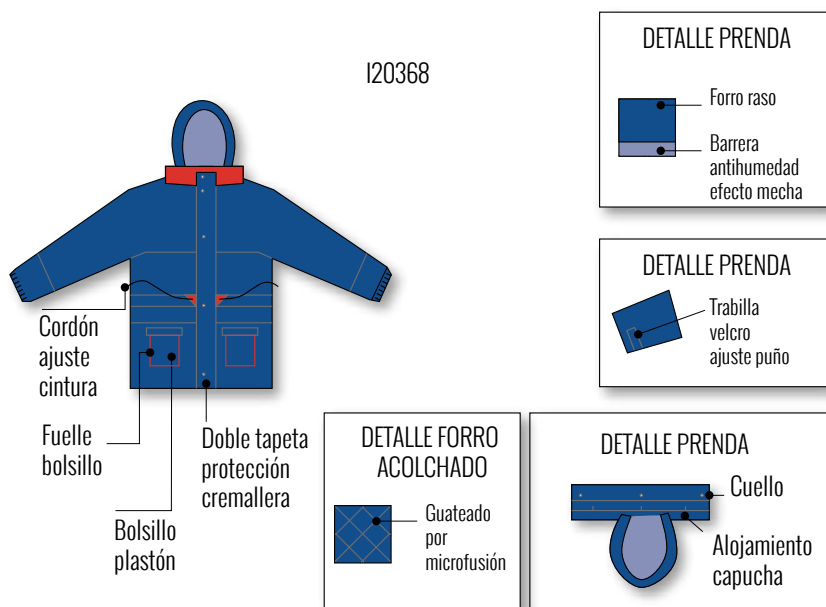 I20368
Cordón
ajuste
cintura
Fuelle
bolsillo
Bolsillo
plastón
Doble tapeta
protección
cremallera
DETALLE PRENDA
Forro raso
Barrera
antihumedad
efecto mecha
DETALLE PRENDA
Trabilla
velcro
ajuste puño
DETALLE FORRO
ACOLCHADO
Guateado
por
microfusión
DETALLE PRENDA
Cuello
Alojamiento
capucha